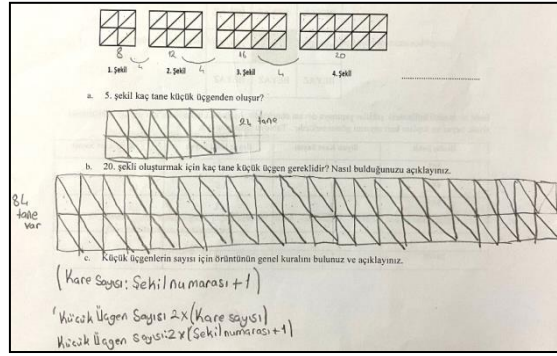 8 12 16 20
4 4 4
1. Şekil 2. Şekil 3. Şekil 4. Şekil ........................
a. 5. şekil kaç tane küçük üçgenden oluşur?
24 tane
b. 20. şekli oluşturmak için kaç tane küçük üçgen gereklidir? Nasıl bulduğunuzu açıklayınız.
84
tane
var
c. Küçük üçgenlerin sayısı için örüntünün genel kuralını bulunuz ve açıklayınız.
(Kare Sayısı: Şekil numarası + 1)
Küçük Üçgen Sayısı 2x(Kare sayısı)
Küçük Üçgen sayısı: 2x(Şekil numarası + 1)